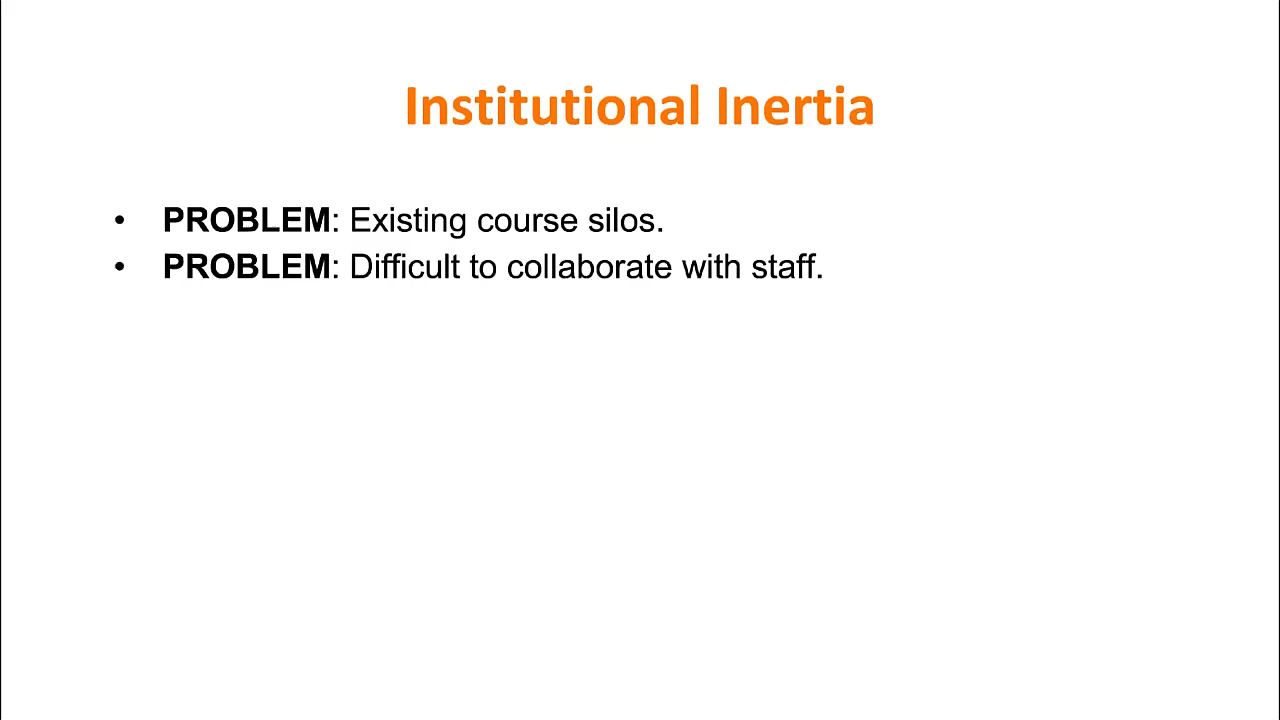 Institutional Inertia
• PROBLEM: Existing course silos.
• PROBLEM: Difficult to collaborate with staff.